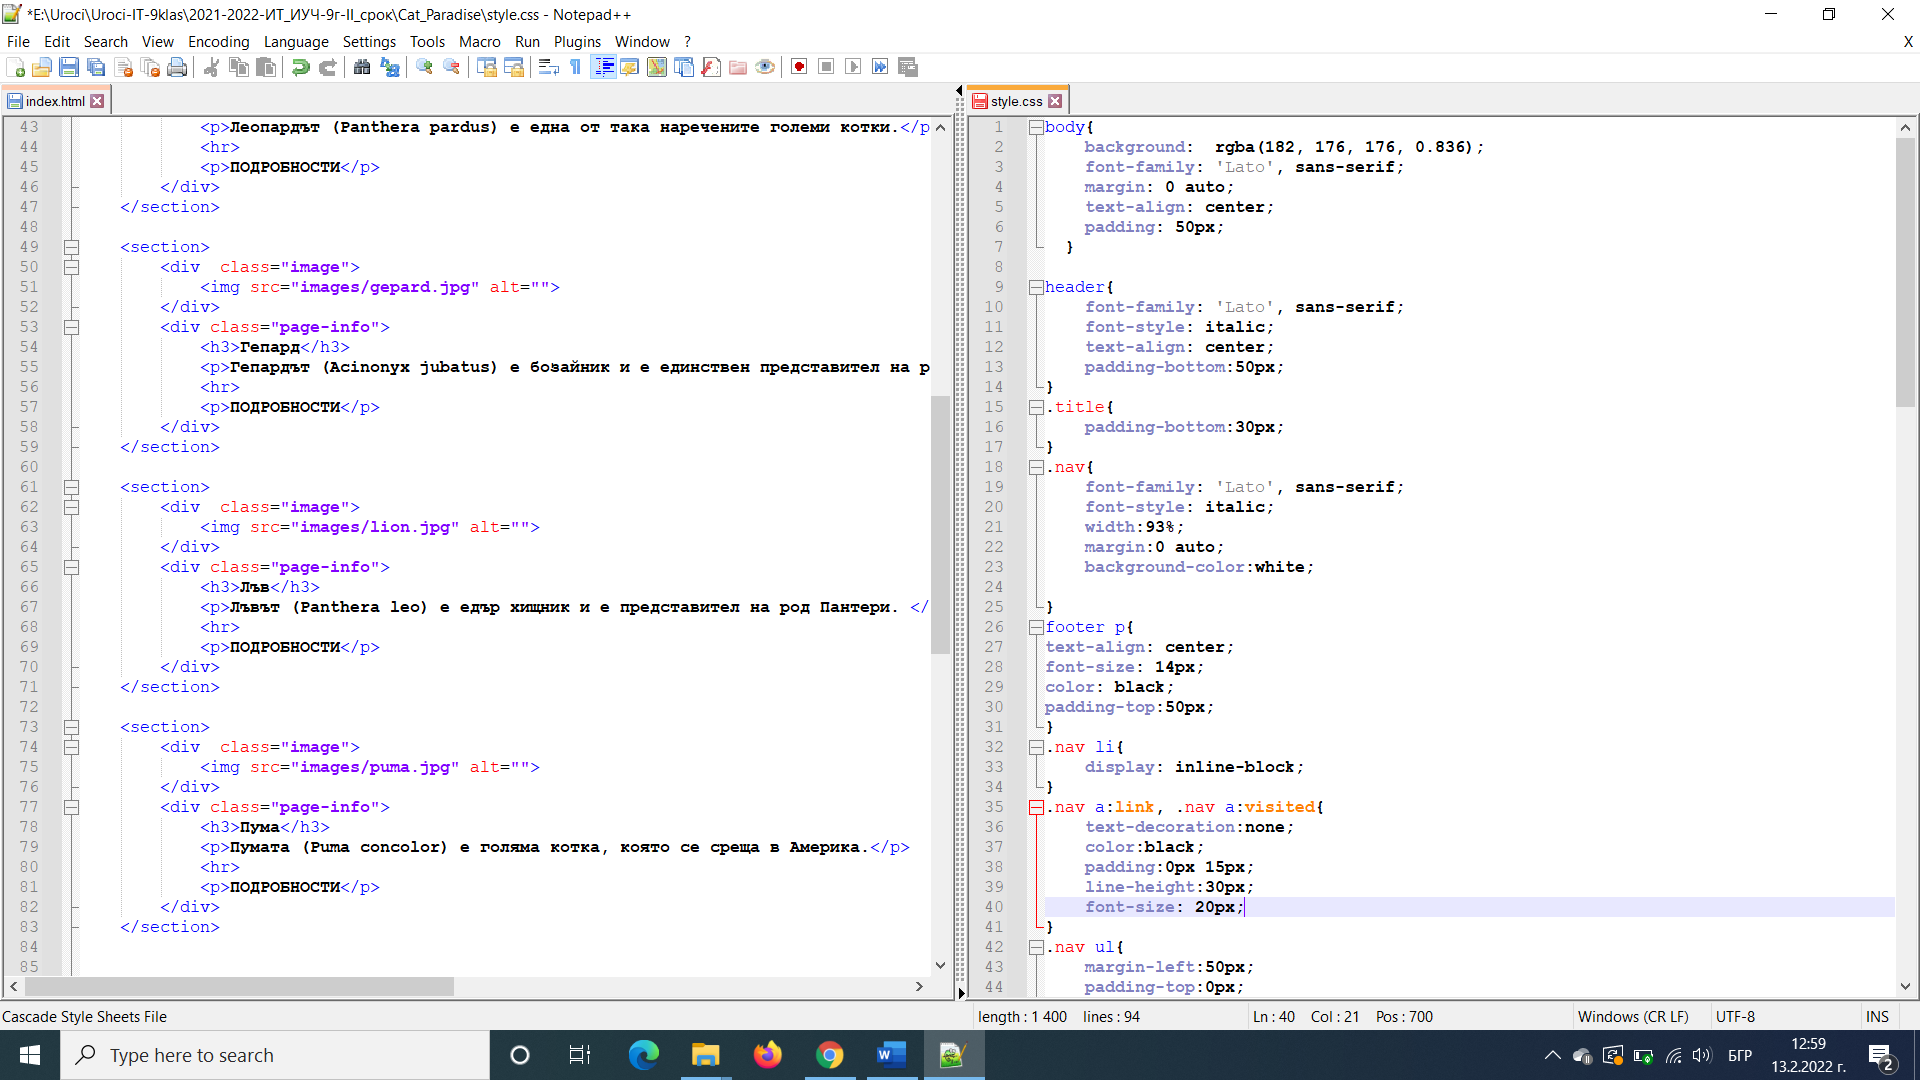 *E:\Uroci\Uroci-IT-9klas\2021-2022-ИТ_ИУЧ-9г-II_срок\Cat_Paradise\style.css - Notepad++
File Edit Search View Encoding Language Settings Tools Macro Run Plugins Window ? X
index.html
43 <p>Леопардът (Panthera pardus) е една от така наречените големи котки.</p
44 <hr>
45 <p>ПОДРОБНОСТИ</p>
46 </div>
47 </section>
48
49 <section>
50 <div  class="image">
51 <img src="images/gepard.jpg" alt="">
52 </div>
53 <div class="page-info">
54 <h3>Гепард</h3>
55 <p>Гепардът (Acinonyx jubatus) е бозайник и е единствен представител на р
56 <hr>
57 <p>ПОДРОБНОСТИ</p>
58 </div>
59 </section>
60
61 <section>
62 <div  class="image">
63 <img src="images/lion.jpg" alt="">
64 </div>
65 <div class="page-info">
66 <h3>Лъв</h3>
67 <p>Лъвът (Panthera leo) е едър хищник и е представител на род Пантери. </
68 <hr>
69 <p>ПОДРОБНОСТИ</p>
70 </div>
71 </section>
72
73 <section>
74 <div  class="image">
75 <img src="images/puma.jpg" alt="">
76 </div>
77 <div class="page-info">
78 <h3>Пума</h3>
79 <p>Пумата (Puma concolor) е голяма котка, която се среща в Америка.</p>
80 <hr>
81 <p>ПОДРОБНОСТИ</p>
82 </div>
83 </section>
84
85
style.css
1 body{
2 background:  rgba(182, 176, 176, 0.836);
3 font-family: 'Lato', sans-serif;
4 margin: 0 auto;
5 text-align: center;
6 padding: 50px;
7 }
8
9 header{
10 font-family: 'Lato', sans-serif;
11 font-style: italic;
12 text-align: center;
13 padding-bottom:50px;
14 }
15 .title{
16 padding-bottom:30px;
17 }
18 .nav{
19 font-family: 'Lato', sans-serif;
20 font-style: italic;
21 width:93%;
22 margin:0 auto;
23 background-color:white;
24
25 }
26 footer p{
27 text-align: center;
28 font-size: 14px;
29 color: black;
30 padding-top:50px;
31 }
32 .nav li{
33 display: inline-block;
34 }
35 .nav a:link, .nav a:visited{
36 text-decoration:none;
37 color:black;
38 padding:0px 15px;
39 line-height:30px;
40 font-size: 20px;
41 }
42 .nav ul{
43 margin-left:50px;
44 padding-top:0px;
Cascade Style Sheets File length : 1 400 lines : 94 Ln : 40 Col : 21 Pos : 700 Windows (CR LF) UTF-8 INS
Type here to search
БГР
12:59
13.2.2022 г.
2